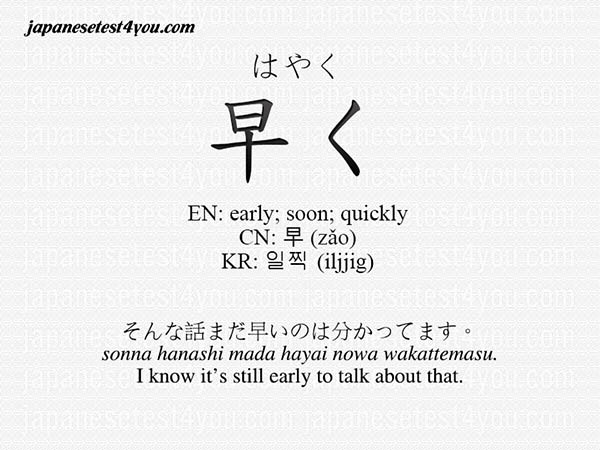 japanesetest4you.com
はやく
早く
EN: early; soon; quickly
CN: 早 (zǎo)
KR: 일찍 (iljjig)
そんな話まだ早いのは分かってます。
sonna hanashi mada hayai nowa wakattemasu.
I know it's still early to talk about that.